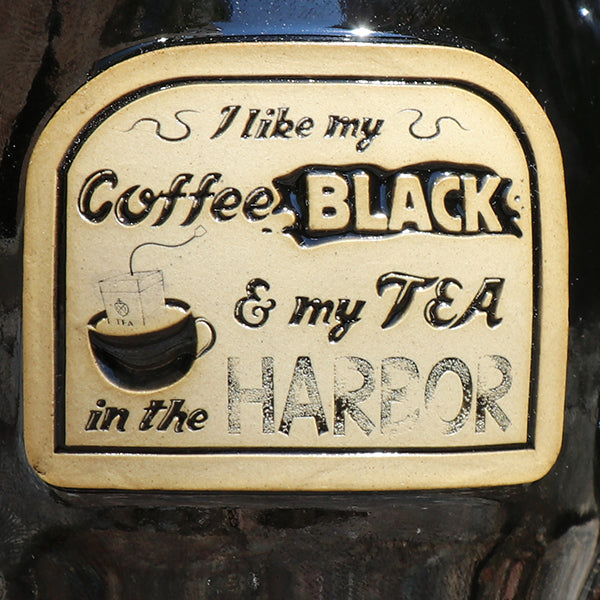 I like my
Coffee BLACK
& my TEA
TEA
in the HARBOR